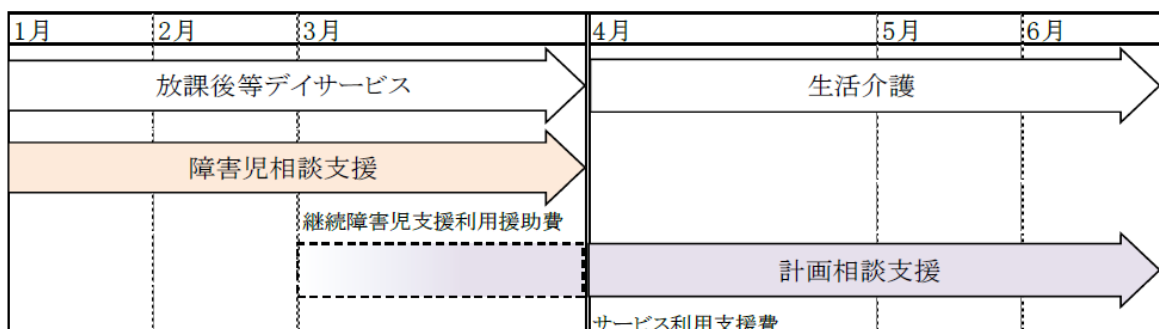 1月 2月 3月 4月 5月 6月
放課後等デイサービス 生活介護
障害児相談支援
継続障害児支援利用援助費
計画相談支援
サービス利用支援費